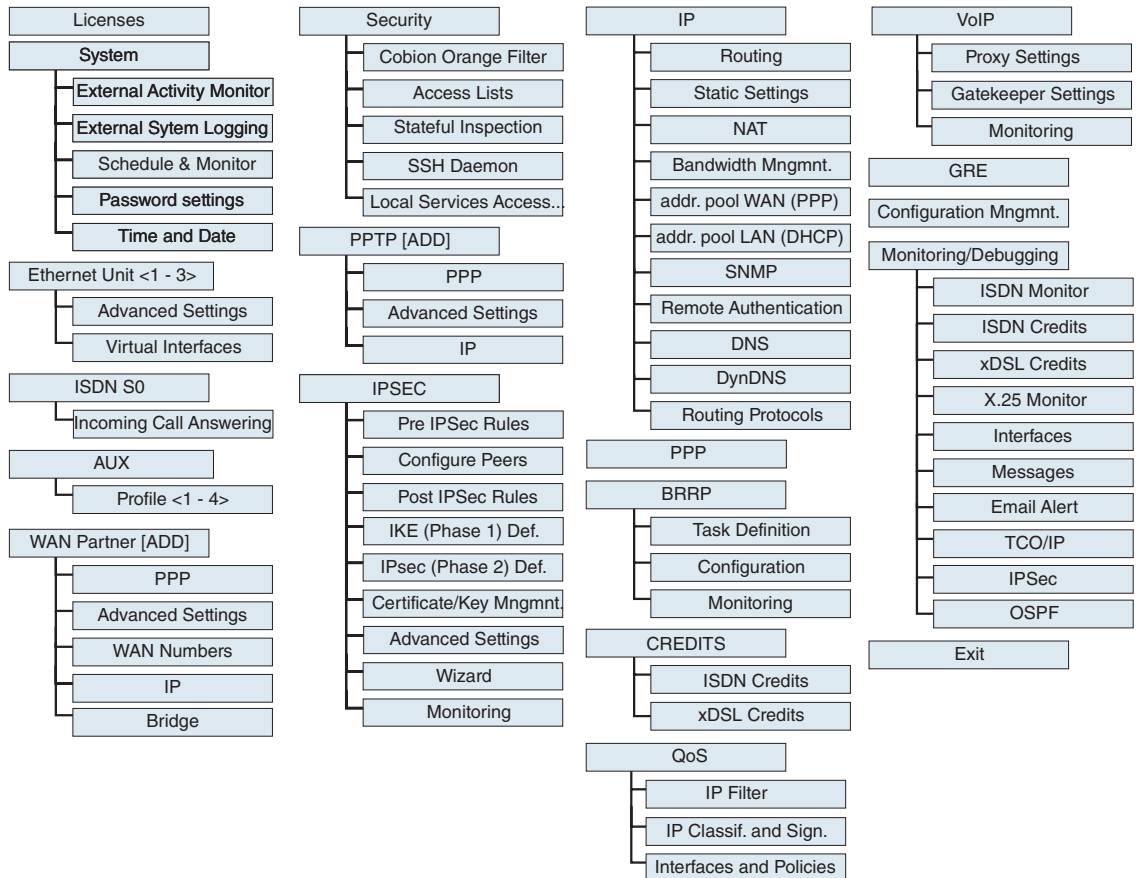 Licenses
System
External Activity Monitor
External Sytem Logging
Schedule & Monitor
Password settings
Time and Date
Ethernet Unit <1 - 3>
Advanced Settings
Virtual Interfaces
ISDN S0
Incoming Call Answering
AUX
Profile <1 - 4>
WAN Partner [ADD]
PPP
Advanced Settings
WAN Numbers
IP
Bridge
Security
Cobion Orange Filter
Access Lists
Stateful Inspection
SSH Daemon
Local Services Access...
PPTP [ADD]
PPP
Advanced Settings
IP
IPSEC
Pre IPSec Rules
Configure Peers
Post IPSec Rules
IKE (Phase 1) Def.
IPsec (Phase 2) Def.
Certificate/Key Mngmnt.
Advanced Settings
Wizard
Monitoring
IP
Routing
Static Settings
NAT
Bandwidth Mngmnt.
addr. pool WAN (PPP)
addr. pool LAN (DHCP)
SNMP
Remote Authentication
DNS
DynDNS
Routing Protocols
PPP
BRRP
Task Definition
Configuration
Monitoring
CREDITS
ISDN Credits
xDSL Credits
QoS
IP Filter
IP Classif. and Sign.
Interfaces and Policies
VoIP
Proxy Settings
Gatekeeper Settings
Monitoring
GRE
Configuration Mngmnt.
Monitoring/Debugging
ISDN Monitor
ISDN Credits
xDSL Credits
X.25 Monitor
Interfaces
Messages
Email Alert
TCO/IP
IPSec
OSPF
Exit